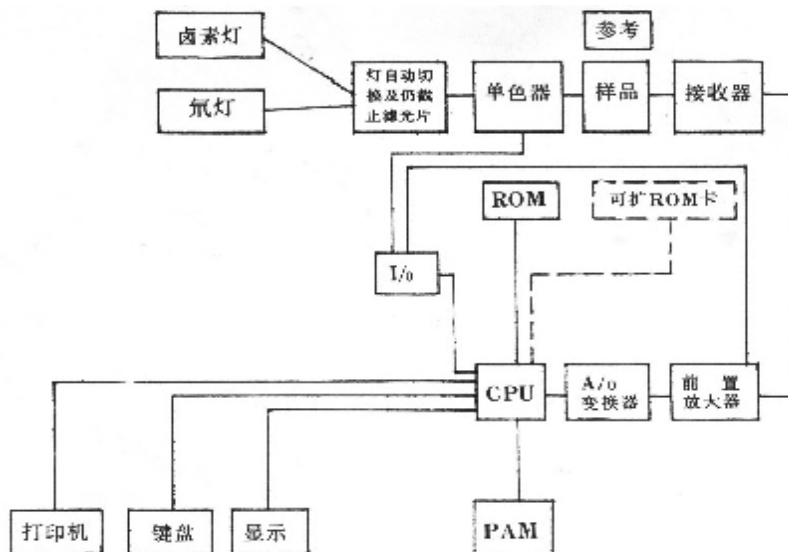 卤素灯
参考
灯自动切
换及仍截
止滤光片
单色器
样品
接收器
氘灯
ROM
可扩ROM卡
I/o
CPU
A/o
变换器
前 置
放大器
打印机
键盘
显示
PAM